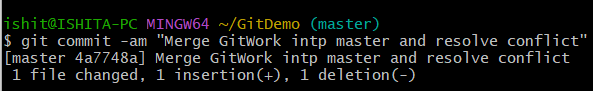 ishit@ISHITA-PC MINGW64 ~/GitDemo (master)
$ git commit -am "Merge GitWork intp master and resolve conflict"
[master 4a7748a] Merge GitWork intp master and resolve conflict
 1 file changed, 1 insertion(+), 1 deletion(-)